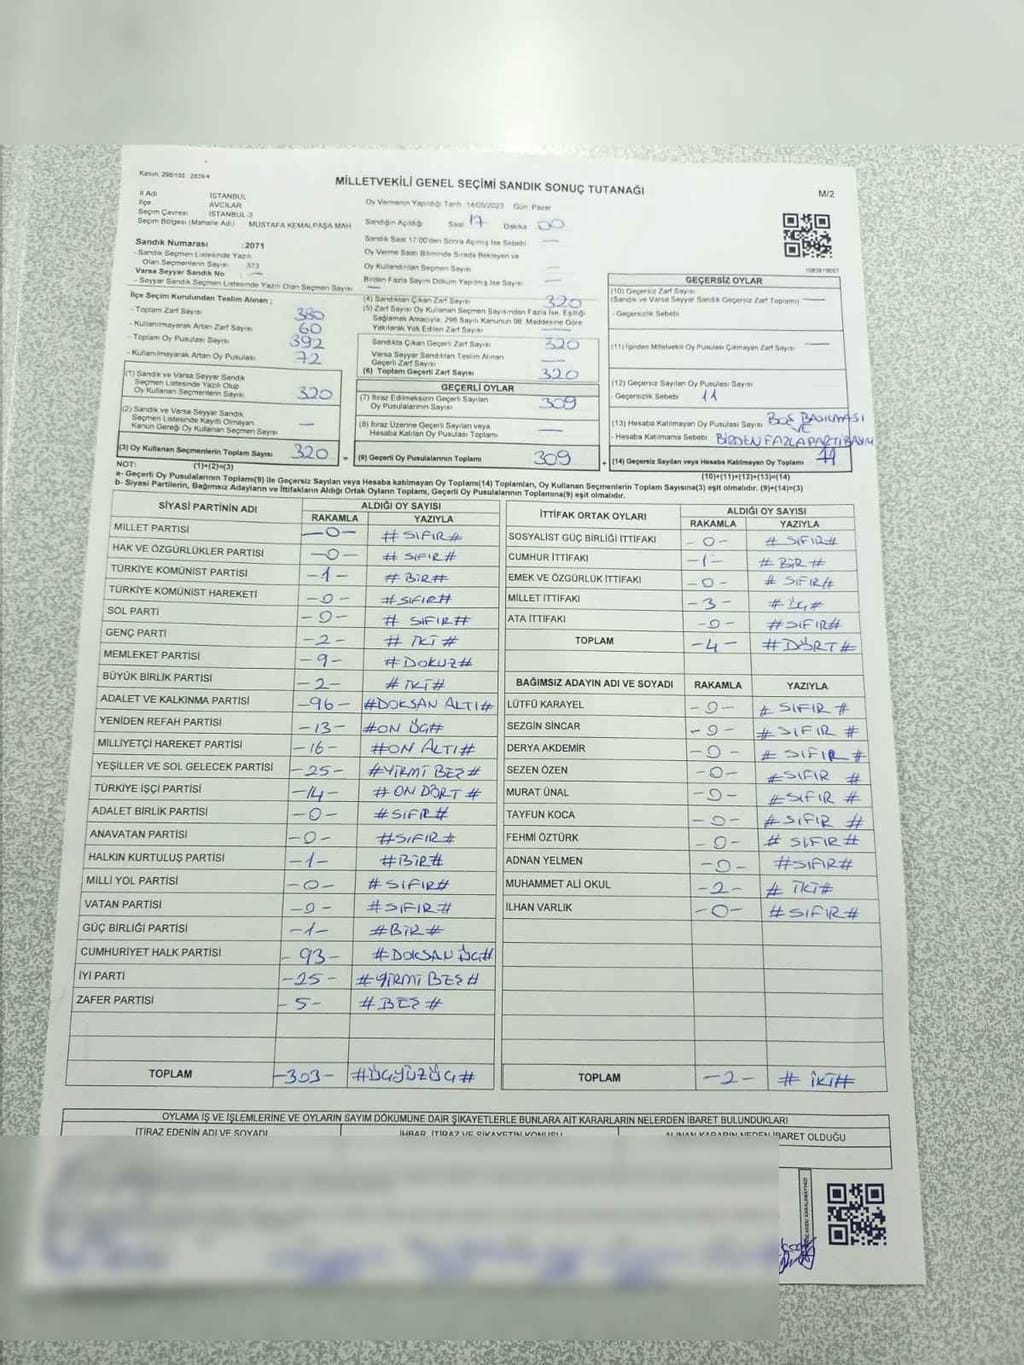 Kanun: 298/105 2839/4
MİLLETVEKİLİ GENEL SEÇİMİ SANDIK SONUÇ TUTANAĞI
M/2
İl Adı İSTANBUL
İlçe AVCILAR
Seçim Çevresi İSTANBUL-3
Seçim Bölgesi (Mahalle Adı) MUSTAFA KEMALPAŞA MAH
Sandık Numarası :2071
- Sandık Seçmen Listesinde Yazılı
Olan Seçmenlerin Sayısı 373
Varsa Seyyar Sandık No : —
- Seyyar Sandık Seçmen Listesinde Yazılı Olan Seçmen Sayısı —
İlçe Seçim Kurulundan Teslim Alınan ;
- Toplam Zarf Sayısı 380
- Kullanılmayarak Artan Zarf Sayısı 60
- Toplam Oy Pusulası Sayısı 392
- Kullanılmayarak Artan Oy Pusulası 72
(1) Sandık ve Varsa Seyyar Sandık
Seçmen Listesinde Yazılı Olup
Oy Kullanan Seçmenlerin Sayısı 320
(2) Sandık ve Varsa Seyyar Sandık
Seçmen Listesinde Kayıtlı Olmayan
Kanun Gereği Oy Kullanan Seçmen Sayısı —
(3) Oy Kullanan Seçmenlerin Toplam Sayısı 320 =
(1)+(2)=(3)
Oy Vermenin Yapıldığı Tarih 14/05/2023 Gün Pazar
Sandığın Açıldığı Saat 17 Dakika 00
Sandık Saat 17:00'den Sonra Açılmış İse Sebebi —
Oy Verme Saati Bitiminde Sırada Bekleyen ve
Oy Kullandırılan Seçmen Sayısı —
Birden Fazla Sayım Döküm Yapılmış İse Sayısı —
(4) Sandıktan Çıkan Zarf Sayısı 320
(5) Zarf Sayısı Oy Kullanan Seçmen Sayısından Fazla İse, Eşitliği
Sağlamak Amacıyla, 298 Sayılı Kanunun 98. Maddesine Göre
Yakılarak Yok Edilen Zarf Sayısı —
Sandıkta Çıkan Geçerli Zarf Sayısı 320
Varsa Seyyar Sandıktan Teslim Alınan
Geçerli Zarf Sayısı —
(6) Toplam Geçerli Zarf Sayısı 320
GEÇERLİ OYLAR
(7) İtiraz Edilmeksizin Geçerli Sayılan
Oy Pusulalarının Sayısı 309
(8) İtiraz Üzerine Geçerli Sayılan veya
Hesaba Katılan Oy Pusulası Toplamı —
(9) Geçerli Oy Pusulalarının Toplamı 309 +
GEÇERSİZ OYLAR
(10) Geçersiz Zarf Sayısı
(Sandık ve Varsa Seyyar Sandık Geçersiz Zarf Toplamı) —
- Geçersizlik Sebebi
(11) İçinden Milletvekili Oy Pusulası Çıkmayan Zarf Sayısı —
(12) Geçersiz Sayılan Oy Pusulası Sayısı
- Geçersizlik Sebebi 11
(13) Hesaba Katılmayan Oy Pusulası Sayısı BOŞ BASILMASI
VE
- Hesaba Katılmama Sebebi BİRDEN FAZLA PARTİ BASIM
(14) Geçersiz Sayılan veya Hesaba Katılmayan Oy Pusulası Toplamı 11
(10)+(11)+(12)+(13)=(14)
NOT:
a- Geçerli Oy Pusulalarının Toplamı(9) ile Geçersiz Sayılan veya Hesaba katılmayan Oy Toplam(14) Toplamları, Oy Kullanan Seçmenlerin Toplam Sayısına(3) eşit olmalıdır. (9)+(14)=(3)
b- Siyasi Partilerin, Bağımsız Adayların ve İttifakların Aldığı Ortak Oyların Toplamı, Geçerli Oy Pusulalarının Toplamına(9) eşit olmalıdır.
SİYASİ PARTİNİN ADI ALDIĞI OY SAYISI
RAKAMLA YAZIYLA
MİLLET PARTİSI -0- #SIFIR#
HAK VE ÖZGÜRLÜKLER PARTİSİ -0- #SIFIR#
TÜRKİYE KOMÜNİST PARTİSİ -1- #BİR#
TÜRKİYE KOMÜNİST HAREKETİ -0- #SIFIR#
SOL PARTİ -0- # SIFIR#
GENÇ PARTİ -2- # İKİ #
MEMLEKET PARTİSİ -9- #DOKUZ#
BÜYÜK BİRLİK PARTİSİ -2- #İKİ#
ADALET VE KALKINMA PARTİSİ -96- #DOKSAN ALTI#
YENİDEN REFAH PARTİSİ -13- #ON ÜÇ#
MİLLİYETÇİ HAREKET PARTİSİ -16- #ON ALTI#
YEŞİLLER VE SOL GELECEK PARTİSİ -25- #YİRMİ BEŞ#
TÜRKİYE İŞÇİ PARTİSİ -14- #ON DÖRT#
ADALET BİRLİK PARTİSİ -0- #SIFIR#
ANAVATAN PARTİSİ -0- #SIFIR#
HALKIN KURTULUŞ PARTİSİ -1- #BİR#
MİLLİ YOL PARTİSİ -0- #SIFIR#
VATAN PARTİSİ -0- #SIFIR#
GÜÇ BİRLİĞİ PARTİSİ -1- #BİR#
CUMHURİYET HALK PARTİSİ -93- #DOKSAN ÜÇ#
İYİ PARTİ -25- #YİRMİ BEŞ#
ZAFER PARTİSİ -5- #BEŞ#
TOPLAM -303- #ÜÇYÜZÜÇ#
İTTİFAK ORTAK OYLARI ALDIĞI OY SAYISI
RAKAMLA YAZIYLA
SOSYALİST GÜÇ BİRLİĞİ İTTİFAKI -0- # SIFIR#
CUMHUR İTTİFAKI -1- # BİR #
EMEK VE ÖZGÜRLÜK İTTİFAKI -0- # SIFIR#
MİLLET İTTİFAKI -3- #ÜÇ#
ATA İTTİFAKI -0- #SIFIR#
TOPLAM -4- #DÖRT#
BAĞIMSIZ ADAYIN ADI VE SOYADI RAKAMLA YAZIYLA
LÜTFÜ KARAYEL -0- # SIFIR #
SEZGİN SİNCAR -0- # SIFIR #
DERYA AKDEMİR -0- # SIFIR #
SEZEN ÖZEN -0- #SIFIR #
MURAT ÜNAL -0- #SIFIR #
TAYFUN KOCA -0- # SIFIR #
FEHMİ ÖZTÜRK -0- # SIFIR#
ADNAN YELMEN -0- #SIFIR#
MUHAMMET ALİ OKUL -2- # İKİ#
İLHAN VARLIK -0- #SIFIR#
TOPLAM -2- # İKİ#
OYLAMA İŞ VE İŞLEMLERİNE VE OYLARIN SAYIM DÖKÜMÜNE DAİR ŞİKAYETLERLE BUNLARA AİT KARARLARIN NELERDEN İBARET BULUNDUKLARI
İTİRAZ EDENİN ADI VE SOYADI İHBAR, İTİRAZ VE ŞİKAYETİN KONUSU ALINAN KARARIN NEDEN İBARET OLDUĞU